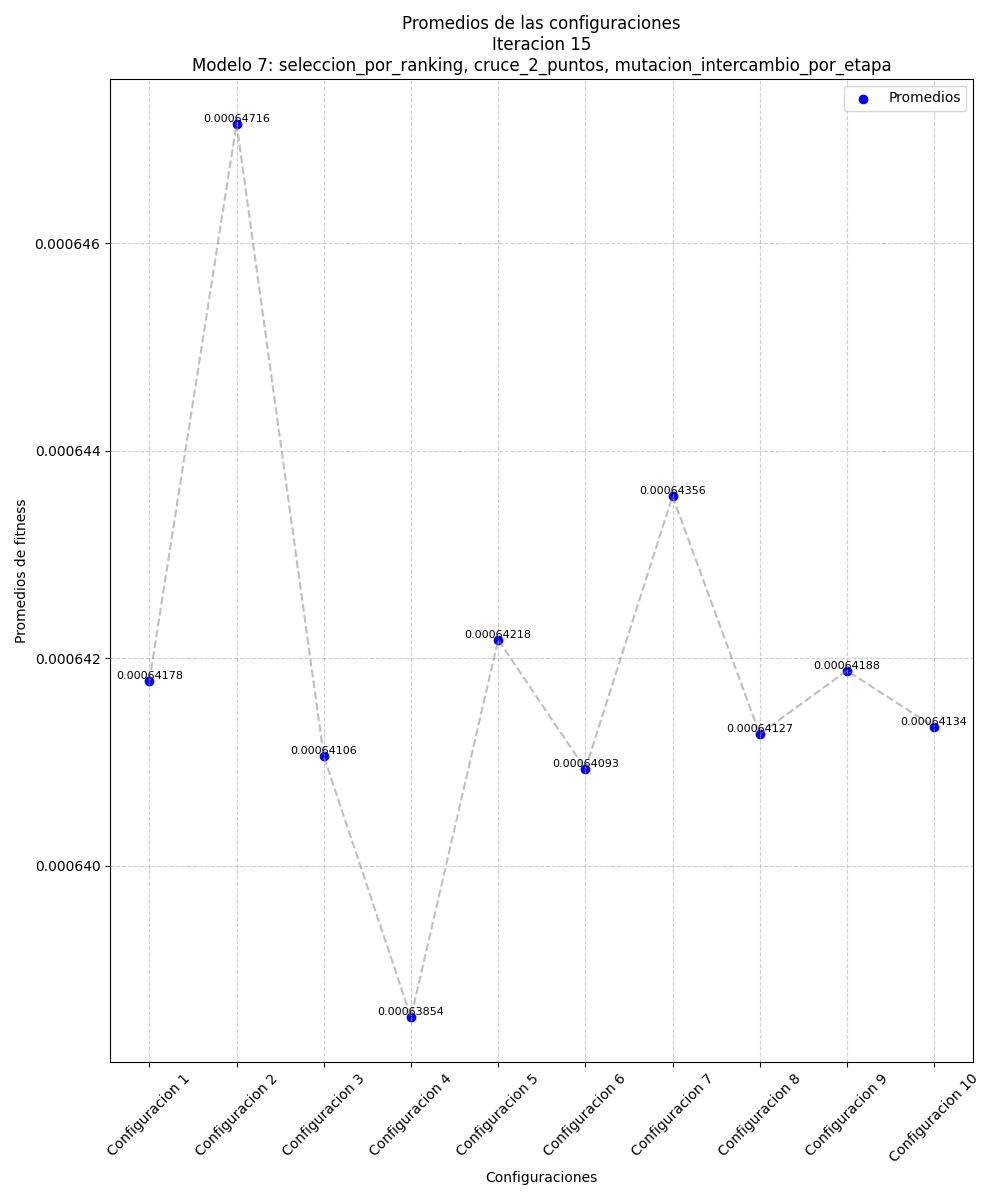 Promedios de las configuraciones
Iteracion 15
Modelo 7: seleccion_por_ranking, cruce_2_puntos, mutacion_intercambio_por_etapa
Promedios
0.00064716
0.000646
0.000644
0.00064356
Promedios de fitness
0.00064218
0.000642
0.00064178
0.00064188
0.00064134
0.00064127
0.00064106
0.00064093
0.000640
0.00063854
Configuracion 1
Configuracion 2
Configuracion 3
Configuracion 4
Configuracion 5
Configuracion 6
Configuracion 7
Configuracion 8
Configuracion 9
Configuracion 10
Configuraciones